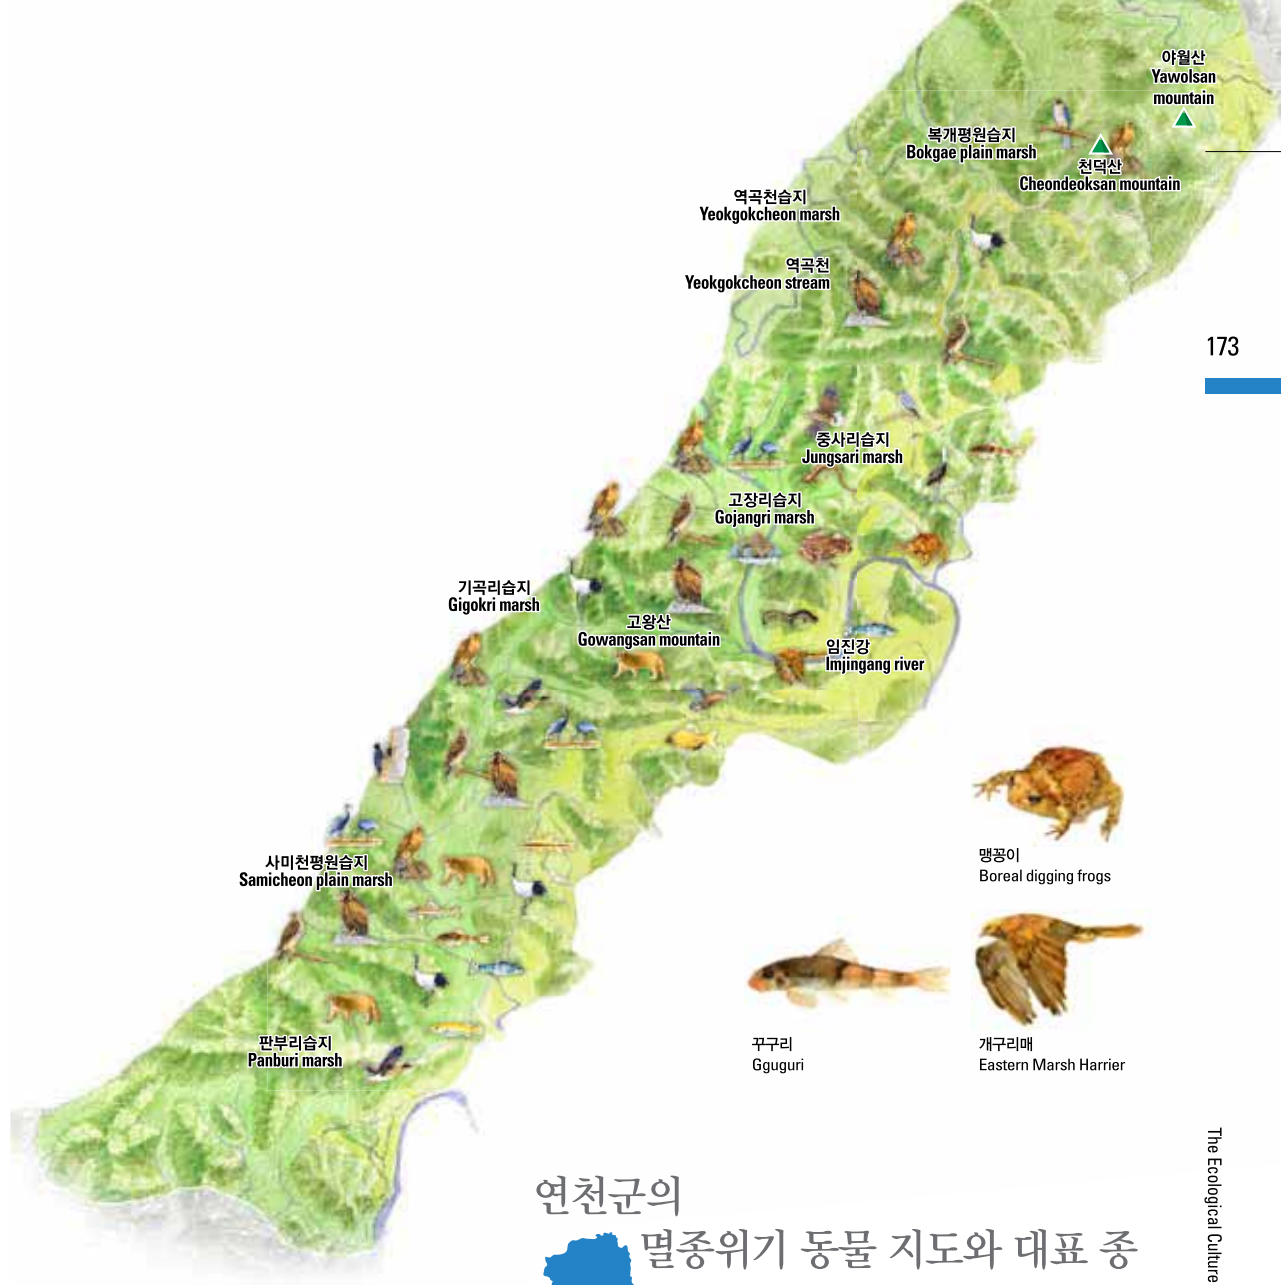 야월산
Yawolsan
mountain
복개평원습지
Bokgae plain marsh
천덕산
Cheondeoksan mountain
역곡천습지
Yeokgokcheon marsh
역곡천
Yeokgokcheon stream
173
중사리습지
Jungsari marsh
고장리습지
Gojangri marsh
기곡리습지
Gigokri marsh
고왕산
Gowangsan mountain
임진강
Imjingang river
맹꽁이
Boreal digging frogs
사미천평원습지
Samicheon plain marsh
꾸구리
Gguguri
개구리매
Eastern Marsh Harrier
판부리습지
Panburi marsh
The Ecological Culture
연천군의
멸종위기 동물 지도와 대표 종